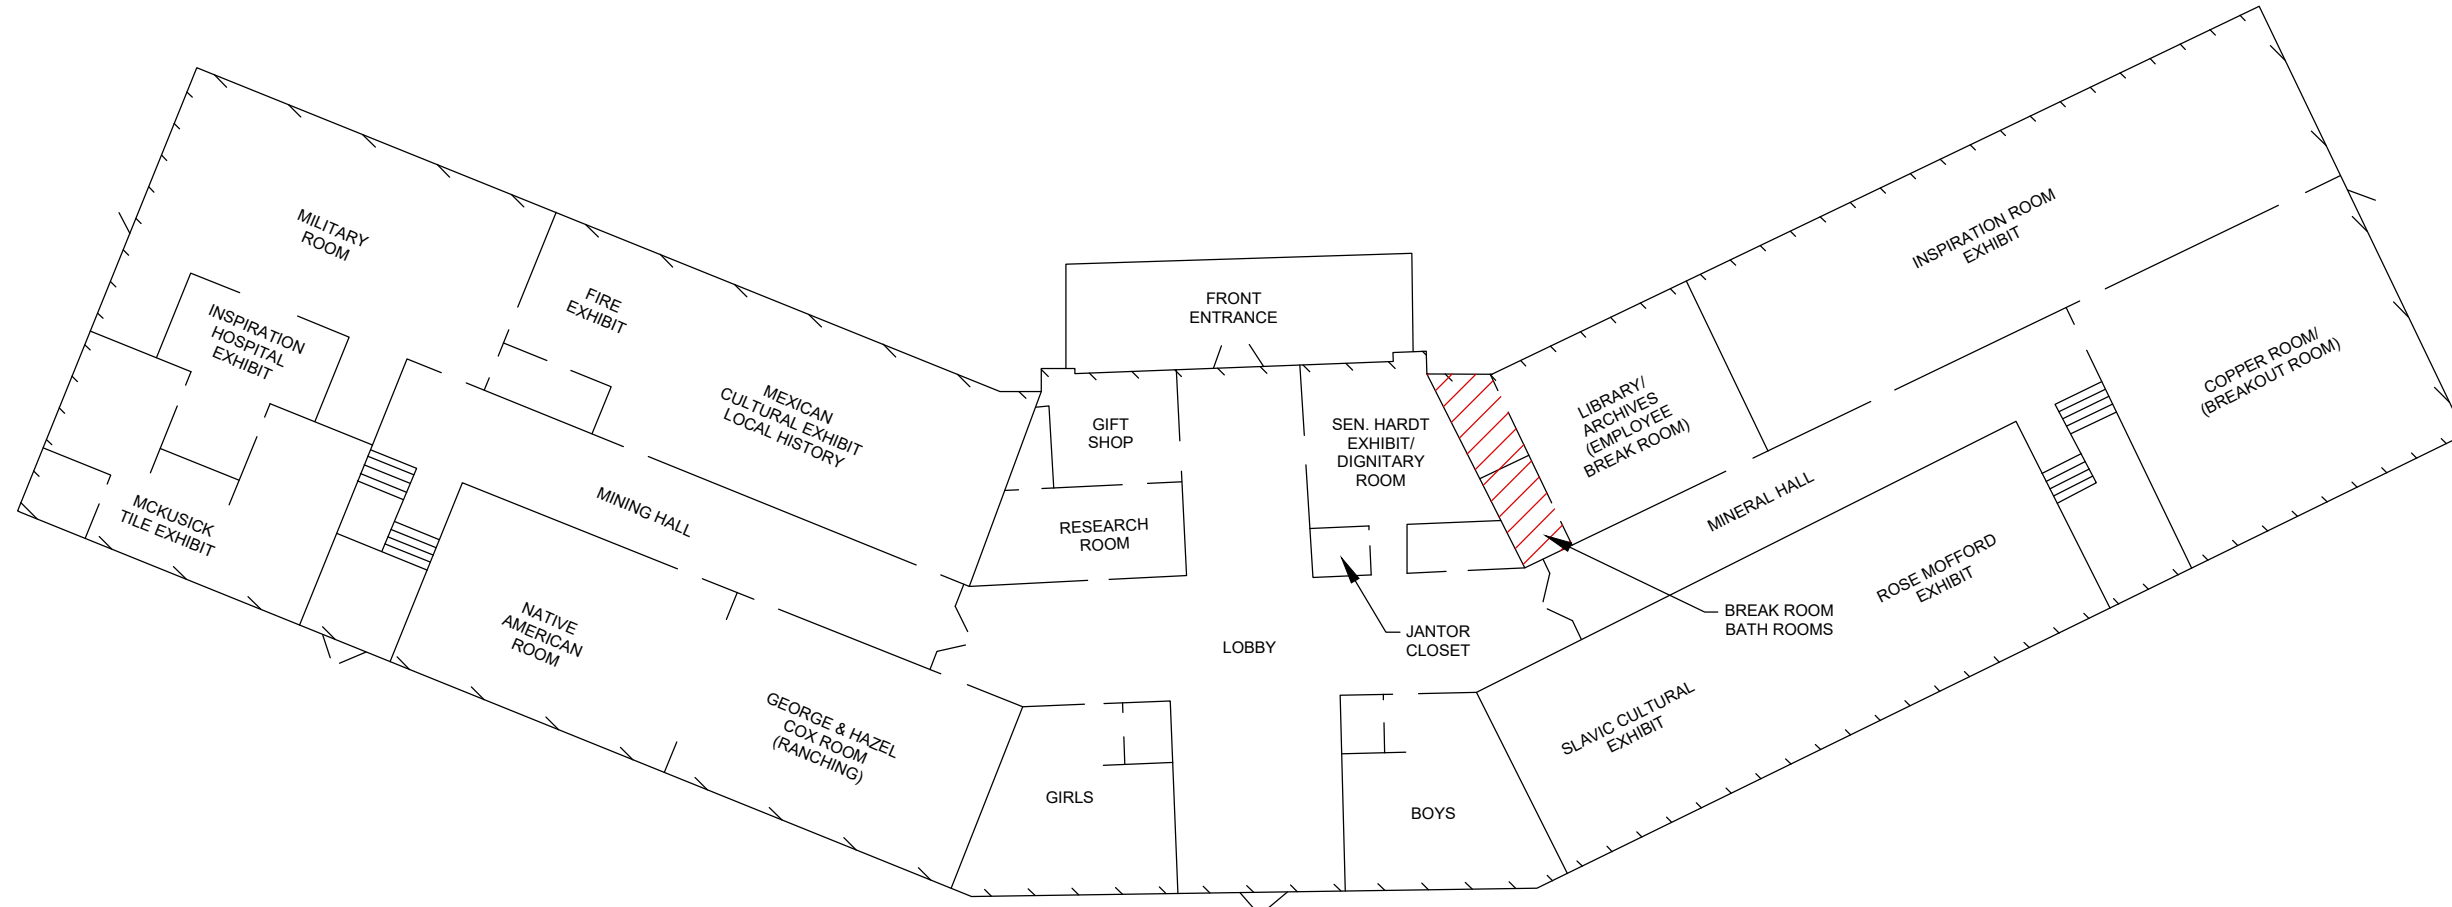 MILITARY
ROOM
INSPIRATION
HOSPITAL
EXHIBIT
MCKUSICK
TILE EXHIBIT
FIRE
EXHIBIT
MEXICAN
CULTURAL EXHIBIT
LOCAL HISTORY
MINING HALL
NATIVE
AMERICAN
ROOM
GEORGE & HAZEL
COX ROOM
(RANCHING)
FRONT
ENTRANCE
GIFT
SHOP
RESEARCH
ROOM
SEN. HARDT
EXHIBIT/
DIGNITARY
ROOM
LOBBY
JANTOR
CLOSET
GIRLS
BOYS
BREAK ROOM
BATH ROOMS
LIBRARY/
ARCHIVES
(EMPLOYEE
BREAK ROOM)
MINERAL HALL
INSPIRATION ROOM
EXHIBIT
COPPER ROOM/
(BREAKOUT ROOM)
ROSE MOFFORD
EXHIBIT
SLAVIC CULTURAL
EXHIBIT